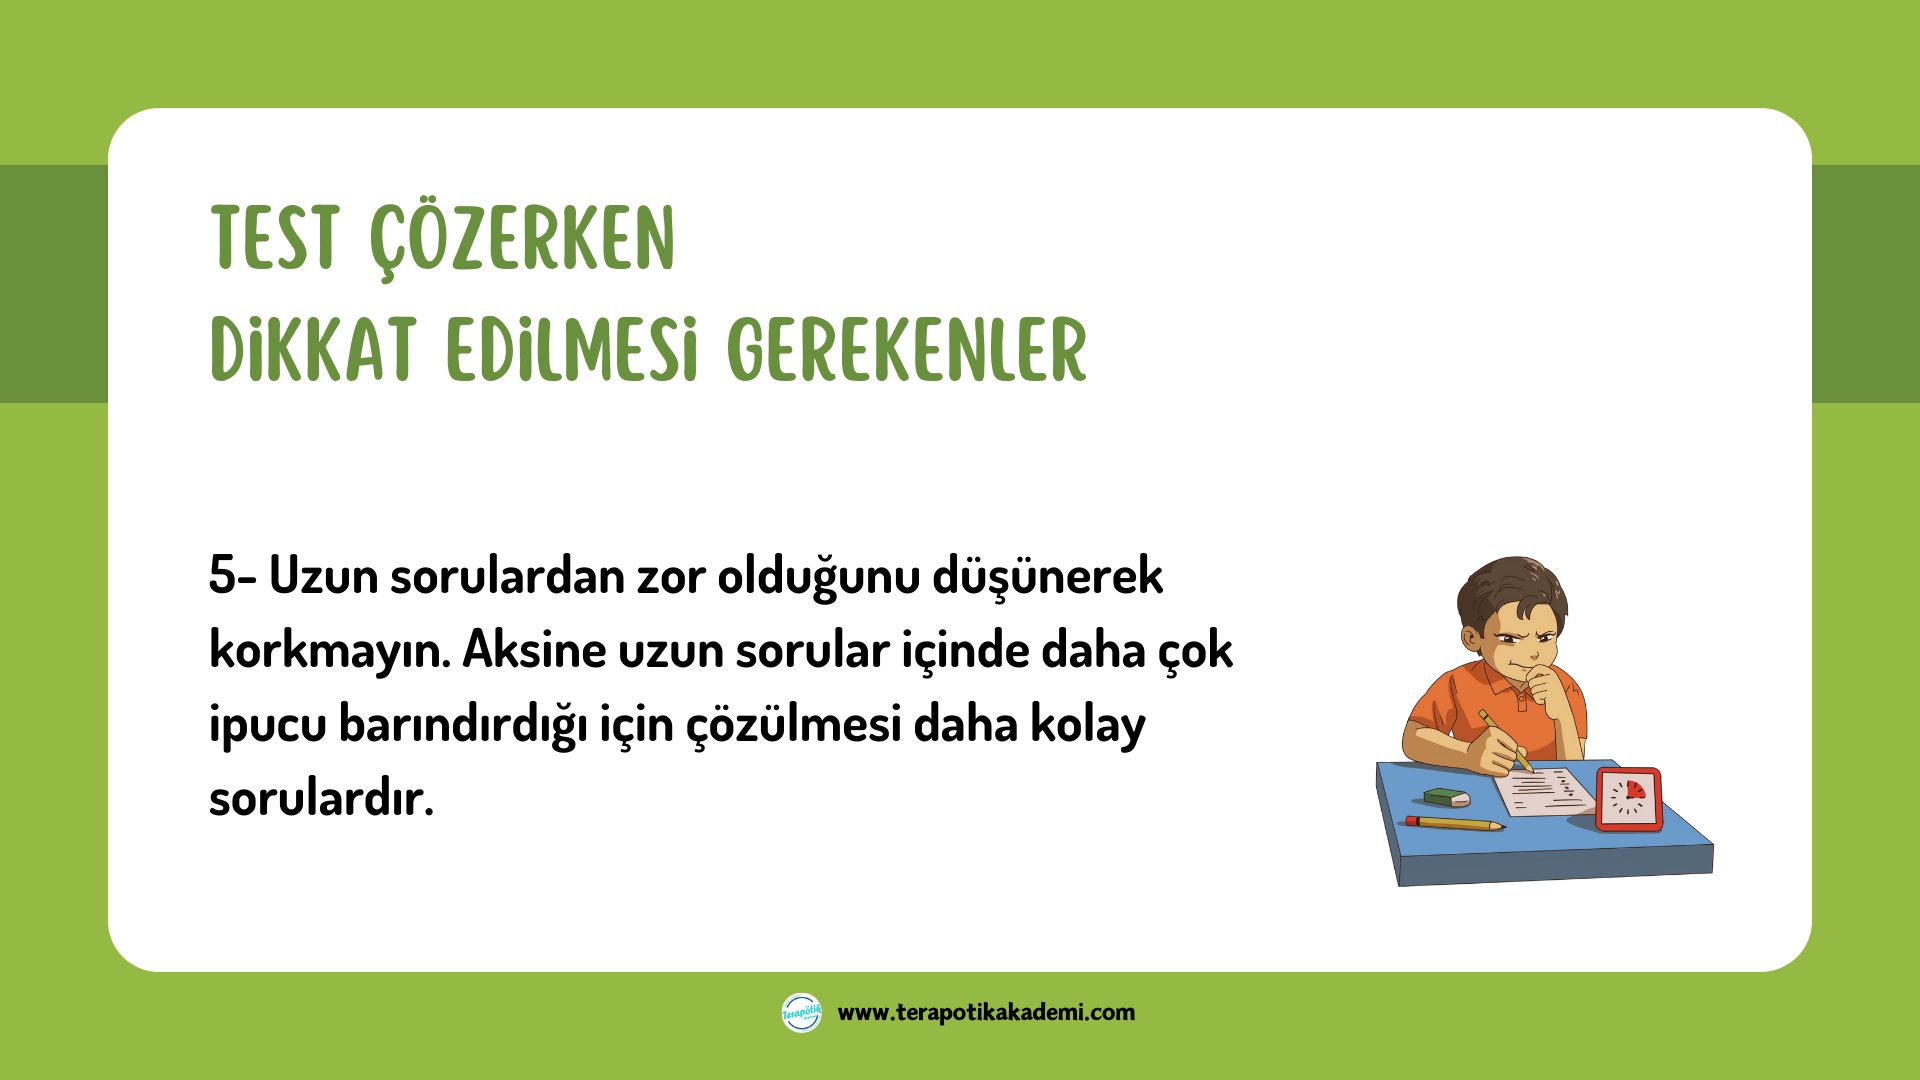 TEST ÇÖZERKEN
DİKKAT EDİLMESİ GEREKENLER
5- Uzun sorulardan zor olduğunu düşünerek
korkmayın. Aksine uzun sorular içinde daha çok
ipucu barındırdığı için çözülmesi daha kolay
sorulardır.
Terapötik
www.terapotikakademi.com